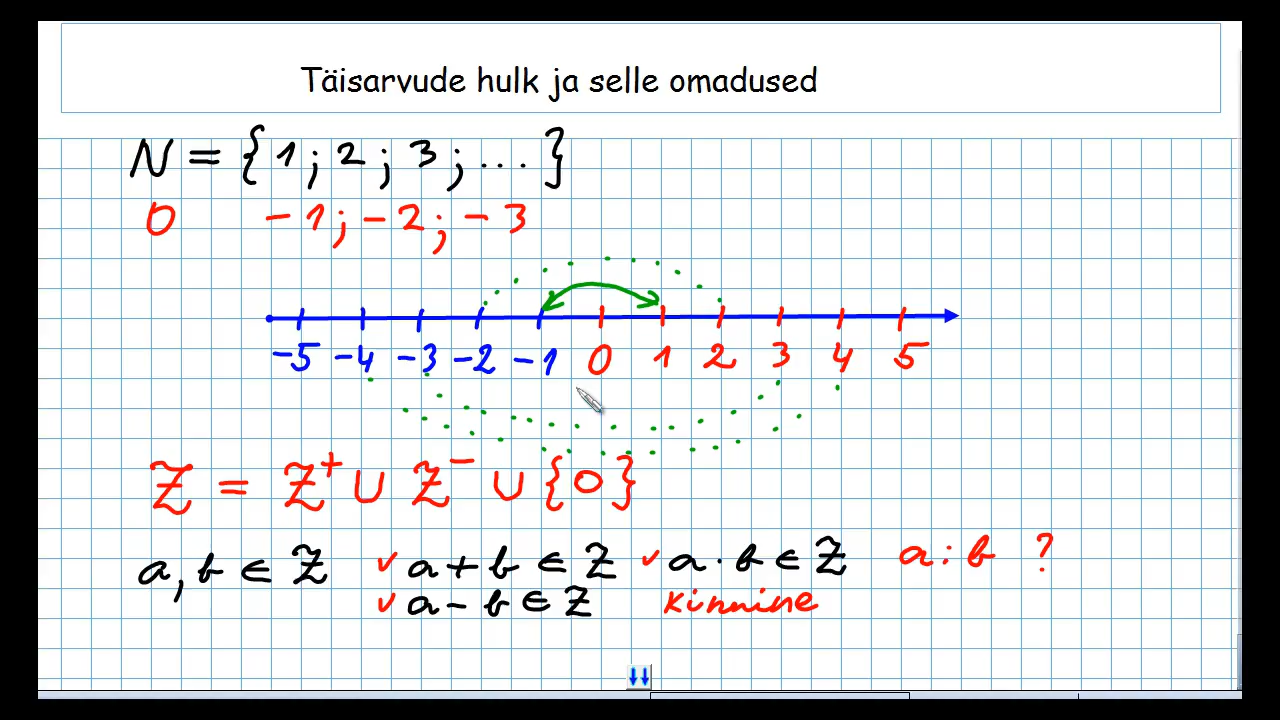 Täisarvude hulk ja selle omadused
N = {1; 2; 3; ...}
0 -1; -2; -3
-5 -4 -3 -2 -1 0 1 2 3 4 5
Z = Z⁺ ∪ Z⁻ ∪ {0}
a, b ∈ Z ✓ a + b ∈ Z ✓ a · b ∈ Z a : b ?
✓ a - b ∈ Z kinnine